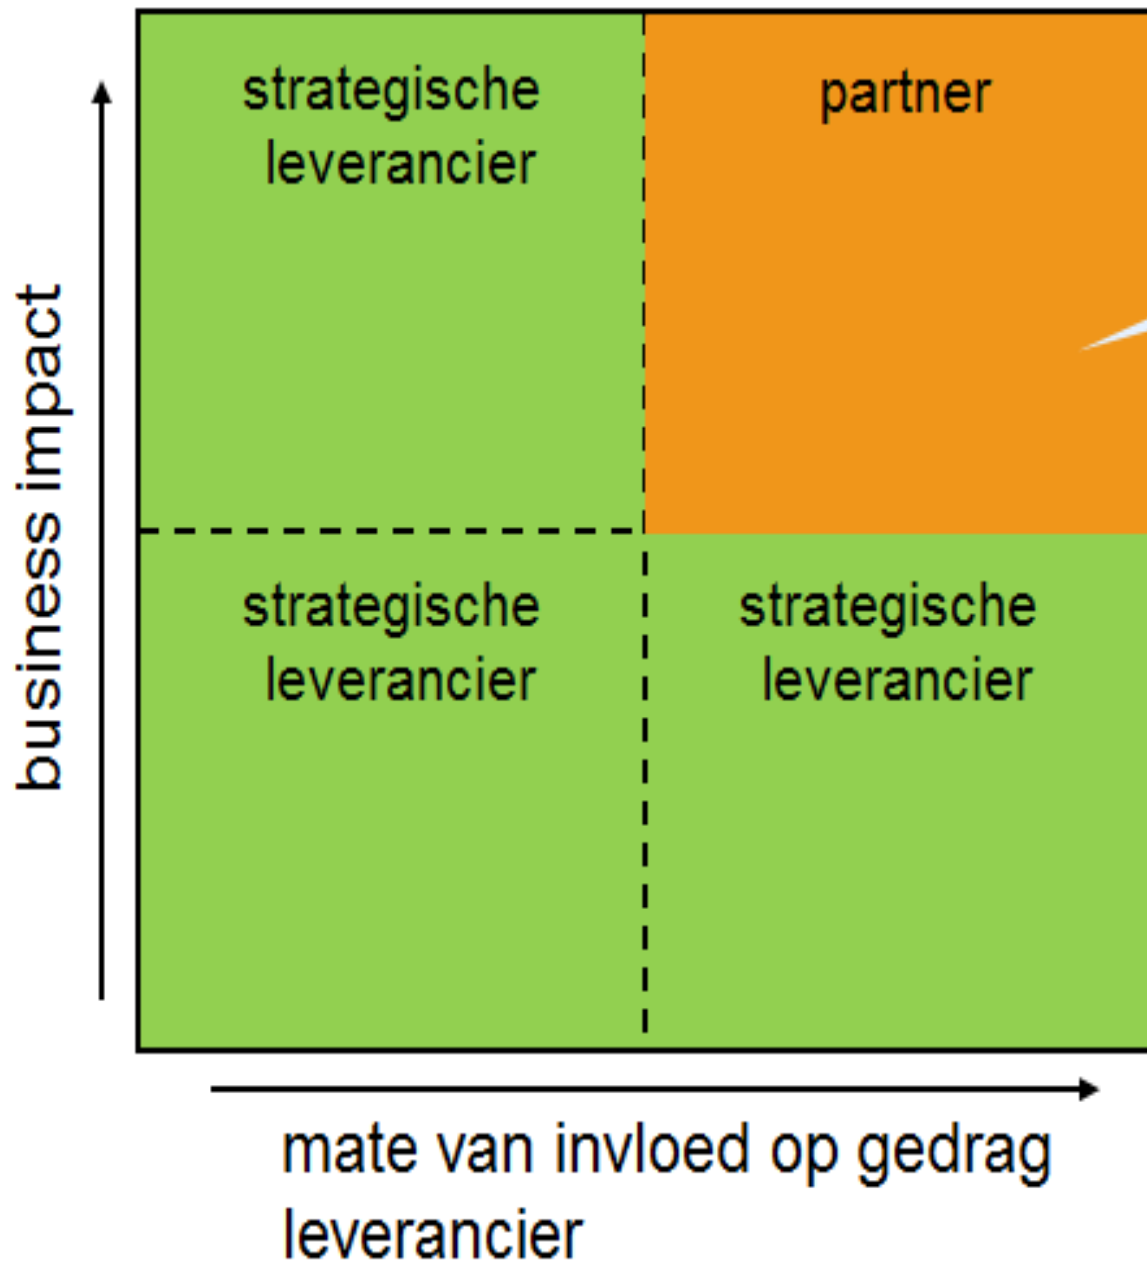 strategische
leverancier
partner
business impact
strategische
leverancier
strategische
leverancier
mate van invloed op gedrag
leverancier